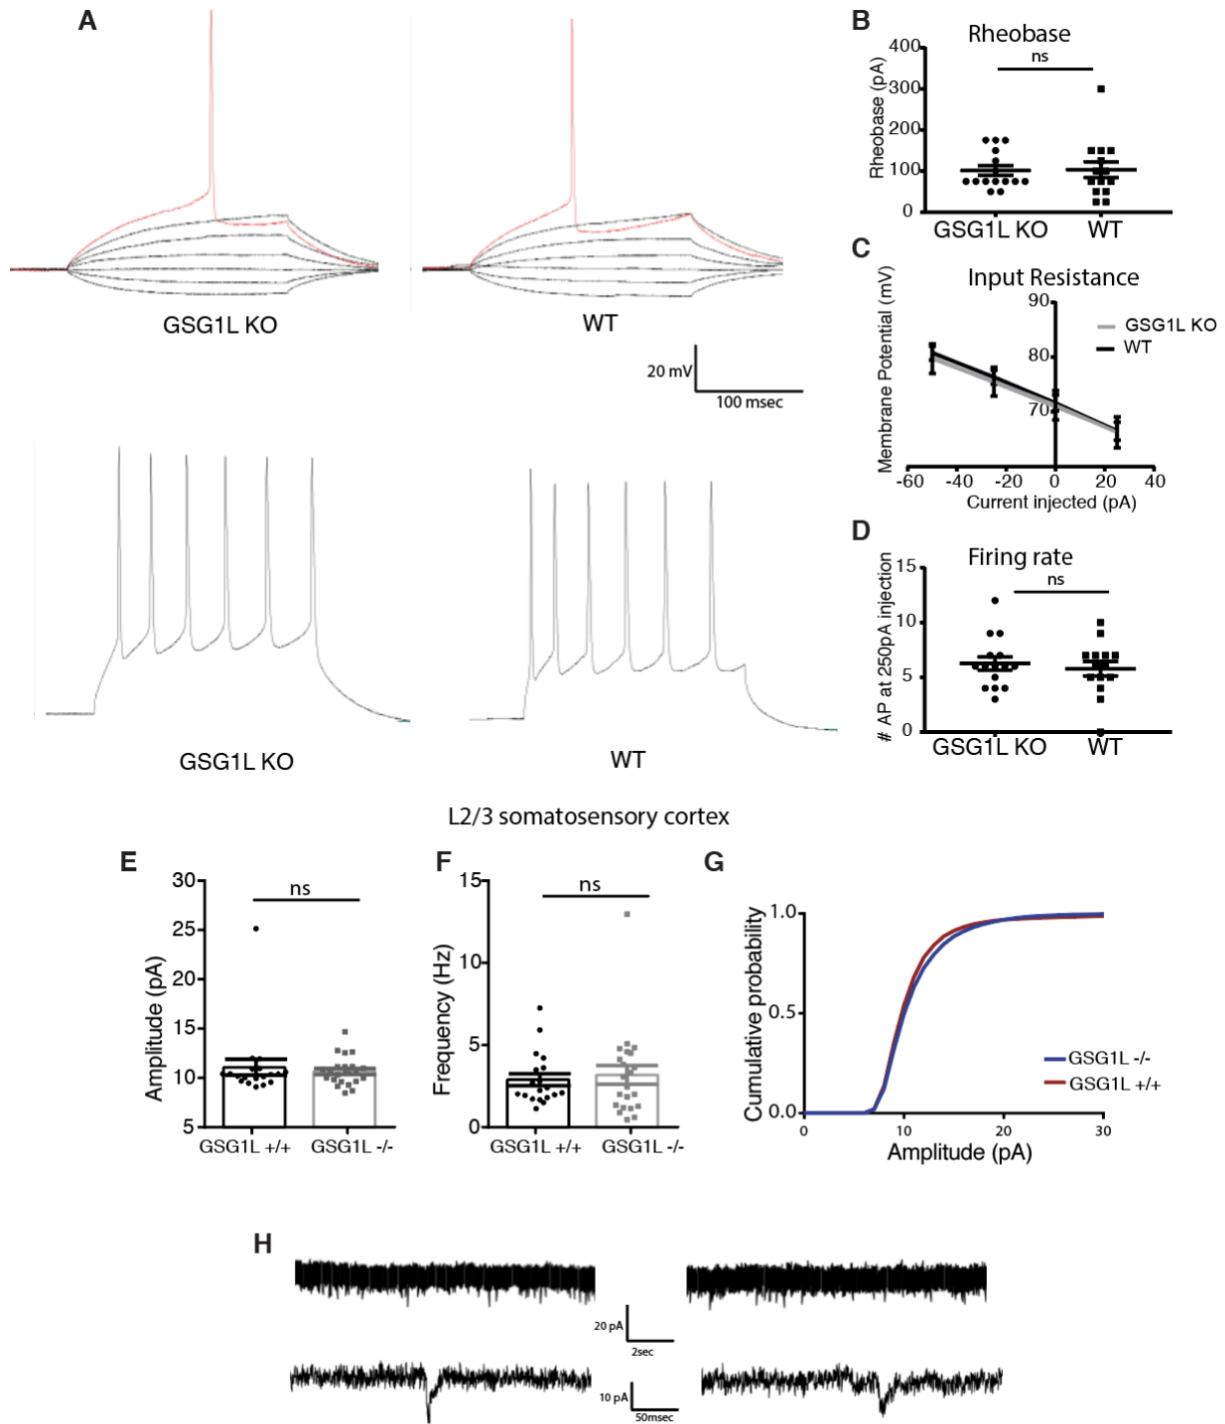 A
GSG1L KO
WT
20 mV
100 msec
GSG1L KO
WT
B
Rheobase
ns
Rheobase (pA)
400
300
200
100
0
GSG1L KO
WT
C
Input Resistance
Membrane Potential (mV)
90
80
70
GSG1L KO
WT
-60 -40 -20 0 20 40
Current injected (pA)
D
Firing rate
ns
# AP at 250pA injection
15
10
5
0
GSG1L KO
WT
L2/3 somatosensory cortex
E
ns
Amplitude (pA)
30
25
20
15
10
5
GSG1L +/+
GSG1L -/-
F
ns
Frequency (Hz)
15
10
5
0
GSG1L +/+
GSG1L -/-
G
Cumulative probability
1.0
0.5
0.0
GSG1L -/-
GSG1L +/+
0 10 20 30
Amplitude (pA)
H
20 pA
2sec
10 pA
50msec